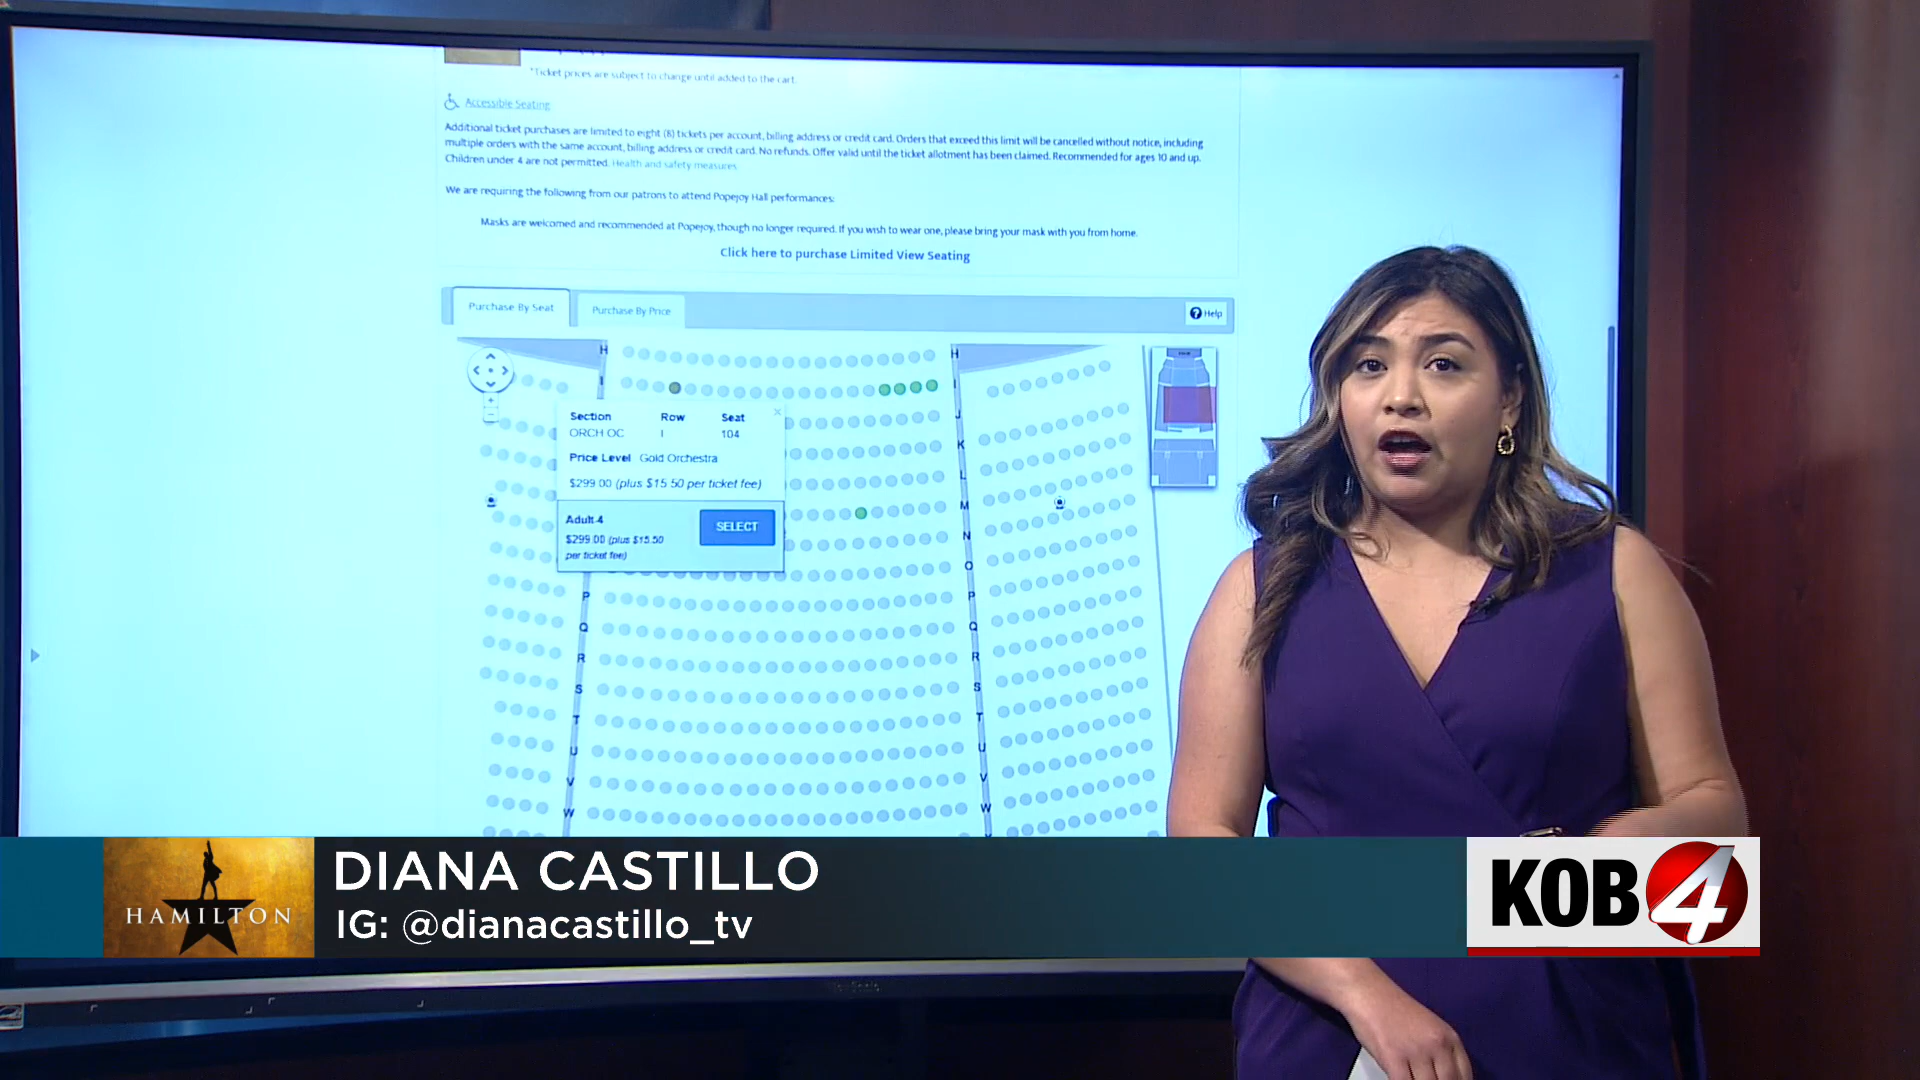 *Ticket prices are subject to change until added to the cart.
Accessible Seating
Additional ticket purchases are limited to eight (8) tickets per account, billing address or credit card. Orders that exceed this limit will be cancelled without notice, including
multiple orders with the same account, billing address or credit card. No refunds. Offer valid until the ticket allotment has been claimed. Recommended for ages 10 and up.
Children under 4 are not permitted. Health and safety measures
We are requiring the following from our patrons to attend Popejoy Hall performances:
Masks are welcomed and recommended at Popejoy, though no longer required. If you wish to wear one, please bring your mask with you from home.
Click here to purchase Limited View Seating
Purchase By Seat
Purchase By Price
? Help
H H
I I
J
K
L
M
N
O
P P
Q Q
R R
S S
T T
U U
V V
W W
Section Row Seat
ORCH OC I 104
Price Level Gold Orchestra
$299.00 (plus $15.50 per ticket fee)
Adult-4
$299.00 (plus $15.50
per ticket fee)
SELECT
HAMILTON
DIANA CASTILLO
IG: @dianacastillo_tv
KOB 4